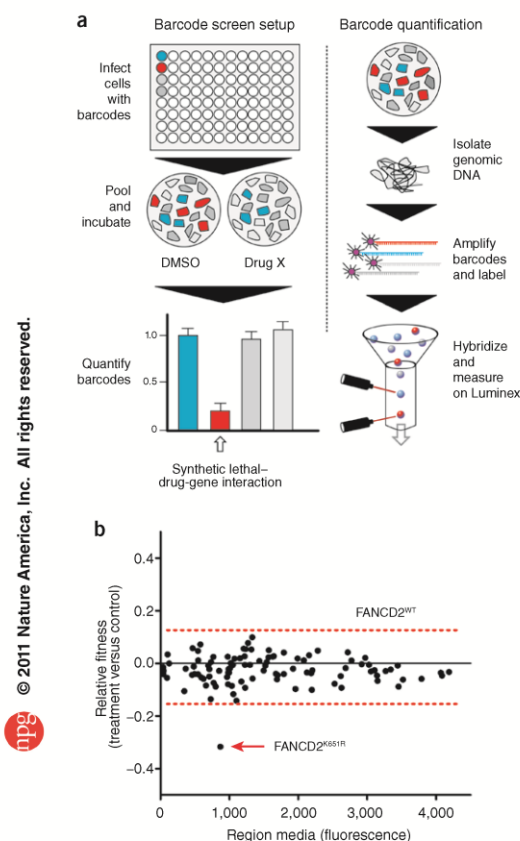 a
Barcode screen setup
Infect
cells
with
barcodes
Pool
and
incubate
DMSO
Drug X
Quantify
barcodes
1.0
0.5
0
Synthetic lethal–
drug-gene interaction
Barcode quantification
Isolate
genomic
DNA
Amplify
barcodes
and label
Hybridize
and
measure
on Luminex
b
Relative fitness
(treatment versus control)
0.4
0.2
0.0
−0.2
−0.4
FANCD2WT
FANCD2K651R
0 1,000 2,000 3,000 4,000
Region media (fluorescence)
npg © 2011 Nature America, Inc. All rights reserved.